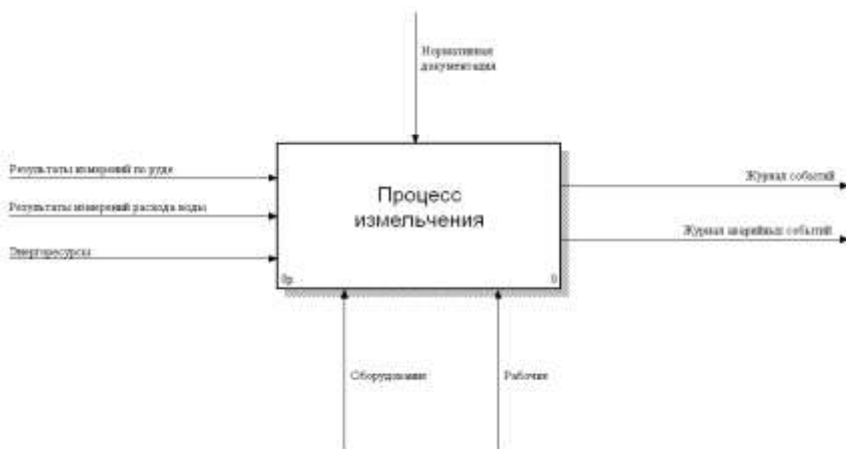 Нормативная
документация
Результаты измерений по руде
Результаты измерений расхода воды
Энергоресурсы
Процесс
измельчения
Журнал событий
Журнал аварийных событий
0р.
0
Оборудование
Рабочие